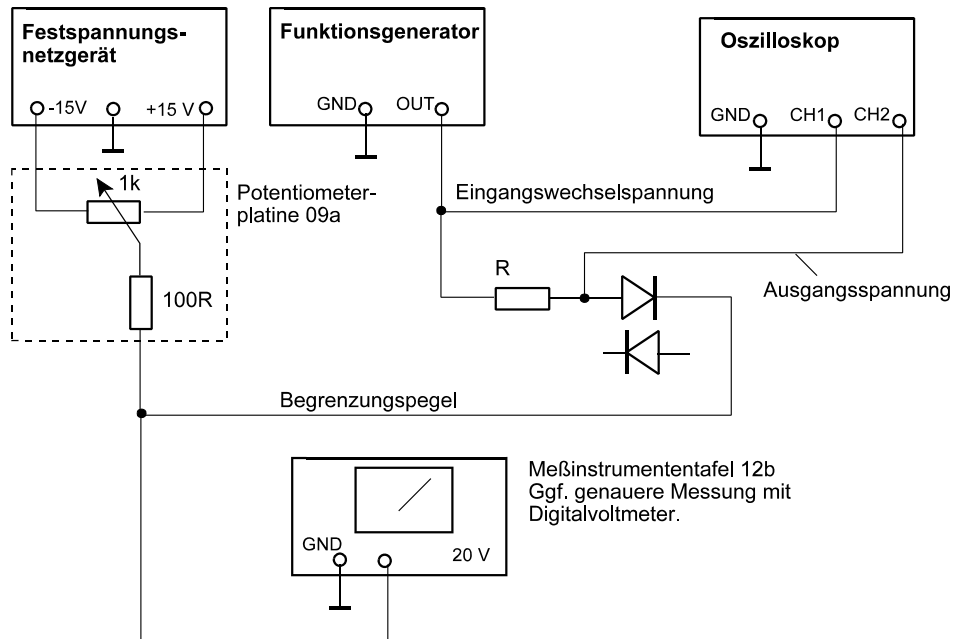 Festspannungs-
netzgerät
-15V
+15 V
Funktionsgenerator
GND
OUT
Oszilloskop
GND
CH1
CH2
1k
Potentiometer-
platine 09a
100R
Eingangswechselspannung
R
Ausgangsspannung
Begrenzungspegel
GND
20 V
Meßinstrumententafel 12b
Ggf. genauere Messung mit
Digitalvoltmeter.